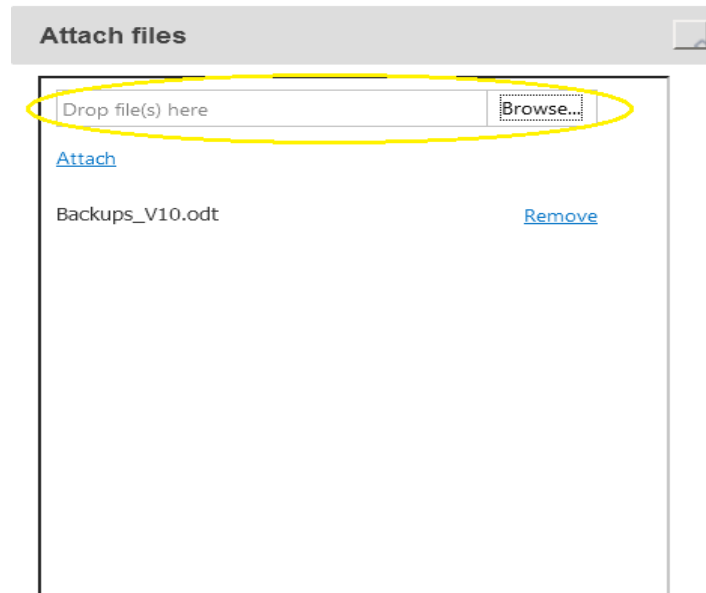 Attach files
Drop file(s) here Browse...
Attach
Backups_V10.odt Remove